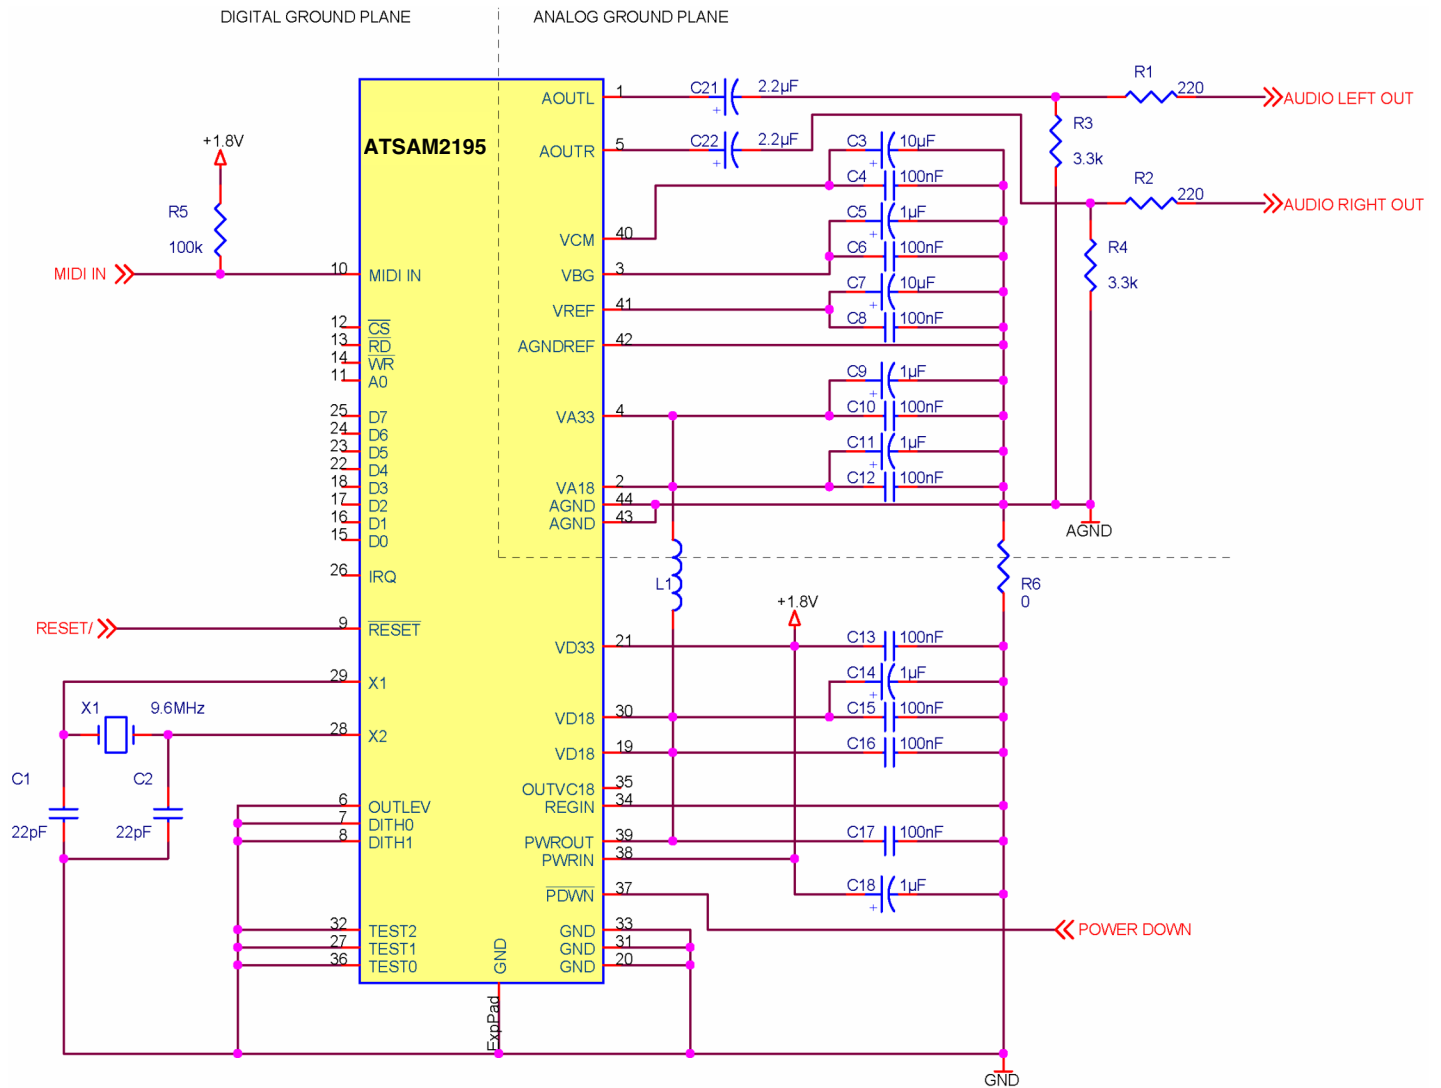 DIGITAL GROUND PLANE
ANALOG GROUND PLANE
ATSAM2195
+1.8V
R5
100k
MIDI IN
10 MIDI IN
12 CS
13 RD
14 WR
11 A0
25 D7
24 D6
23 D5
22 D4
18 D3
17 D2
16 D1
15 D0
26 IRQ
RESET/
9 RESET
29 X1
X1 9.6MHz
28 X2
C1
22pF
C2
22pF
6 OUTLEV
7 DITH0
8 DITH1
32 TEST2
27 TEST1
36 TEST0
GND
ExpPad
AOUTL 1
C21 + 2.2µF
R1
220
AUDIO LEFT OUT
AOUTR 5
C22 + 2.2µF
R3
3.3k
C3 + 10µF
C4 100nF
R2
220
AUDIO RIGHT OUT
VCM 40
C5 + 1µF
C6 100nF
R4
3.3k
VBG 3
C7 + 10µF
VREF 41
C8 100nF
AGNDREF 42
C9 + 1µF
VA33 4
C10 100nF
C11 + 1µF
VA18 2
C12 100nF
AGND 44
AGND 43
AGND
L1
R6
0
+1.8V
VD33 21
C13 100nF
C14 + 1µF
VD18 30
C15 100nF
VD18 19
C16 100nF
OUTVC18 35
REGIN 34
PWROUT 39
C17 100nF
PWRIN 38
C18 + 1µF
PDWN 37
POWER DOWN
GND 33
GND 31
GND 20
GND